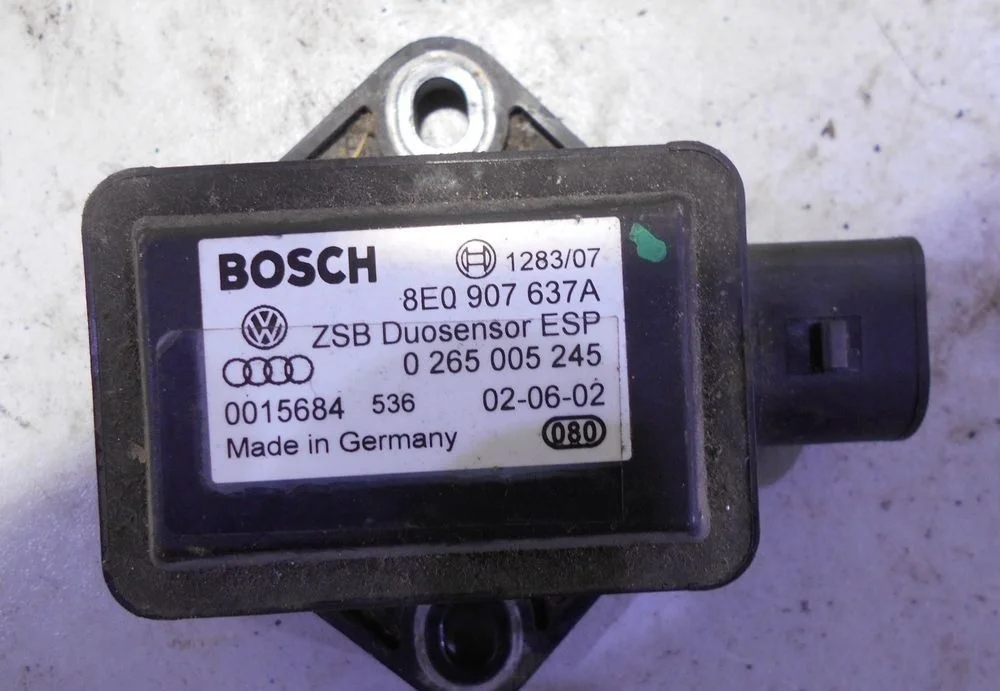 BOSCH 1283/07
8E0 907 637A
ZSB Duosensor ESP
0 265 005 245
0015684 536 02-06-02
Made in Germany 080